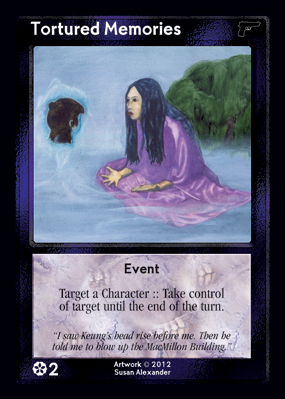 Tortured Memories
Event
Target a Character :: Take control
of target until the end of the turn.
"I saw Keung's head rise before me. Then he
told me to blow up the MacMillon Building."
2
Artwork © 2012
Susan Alexander